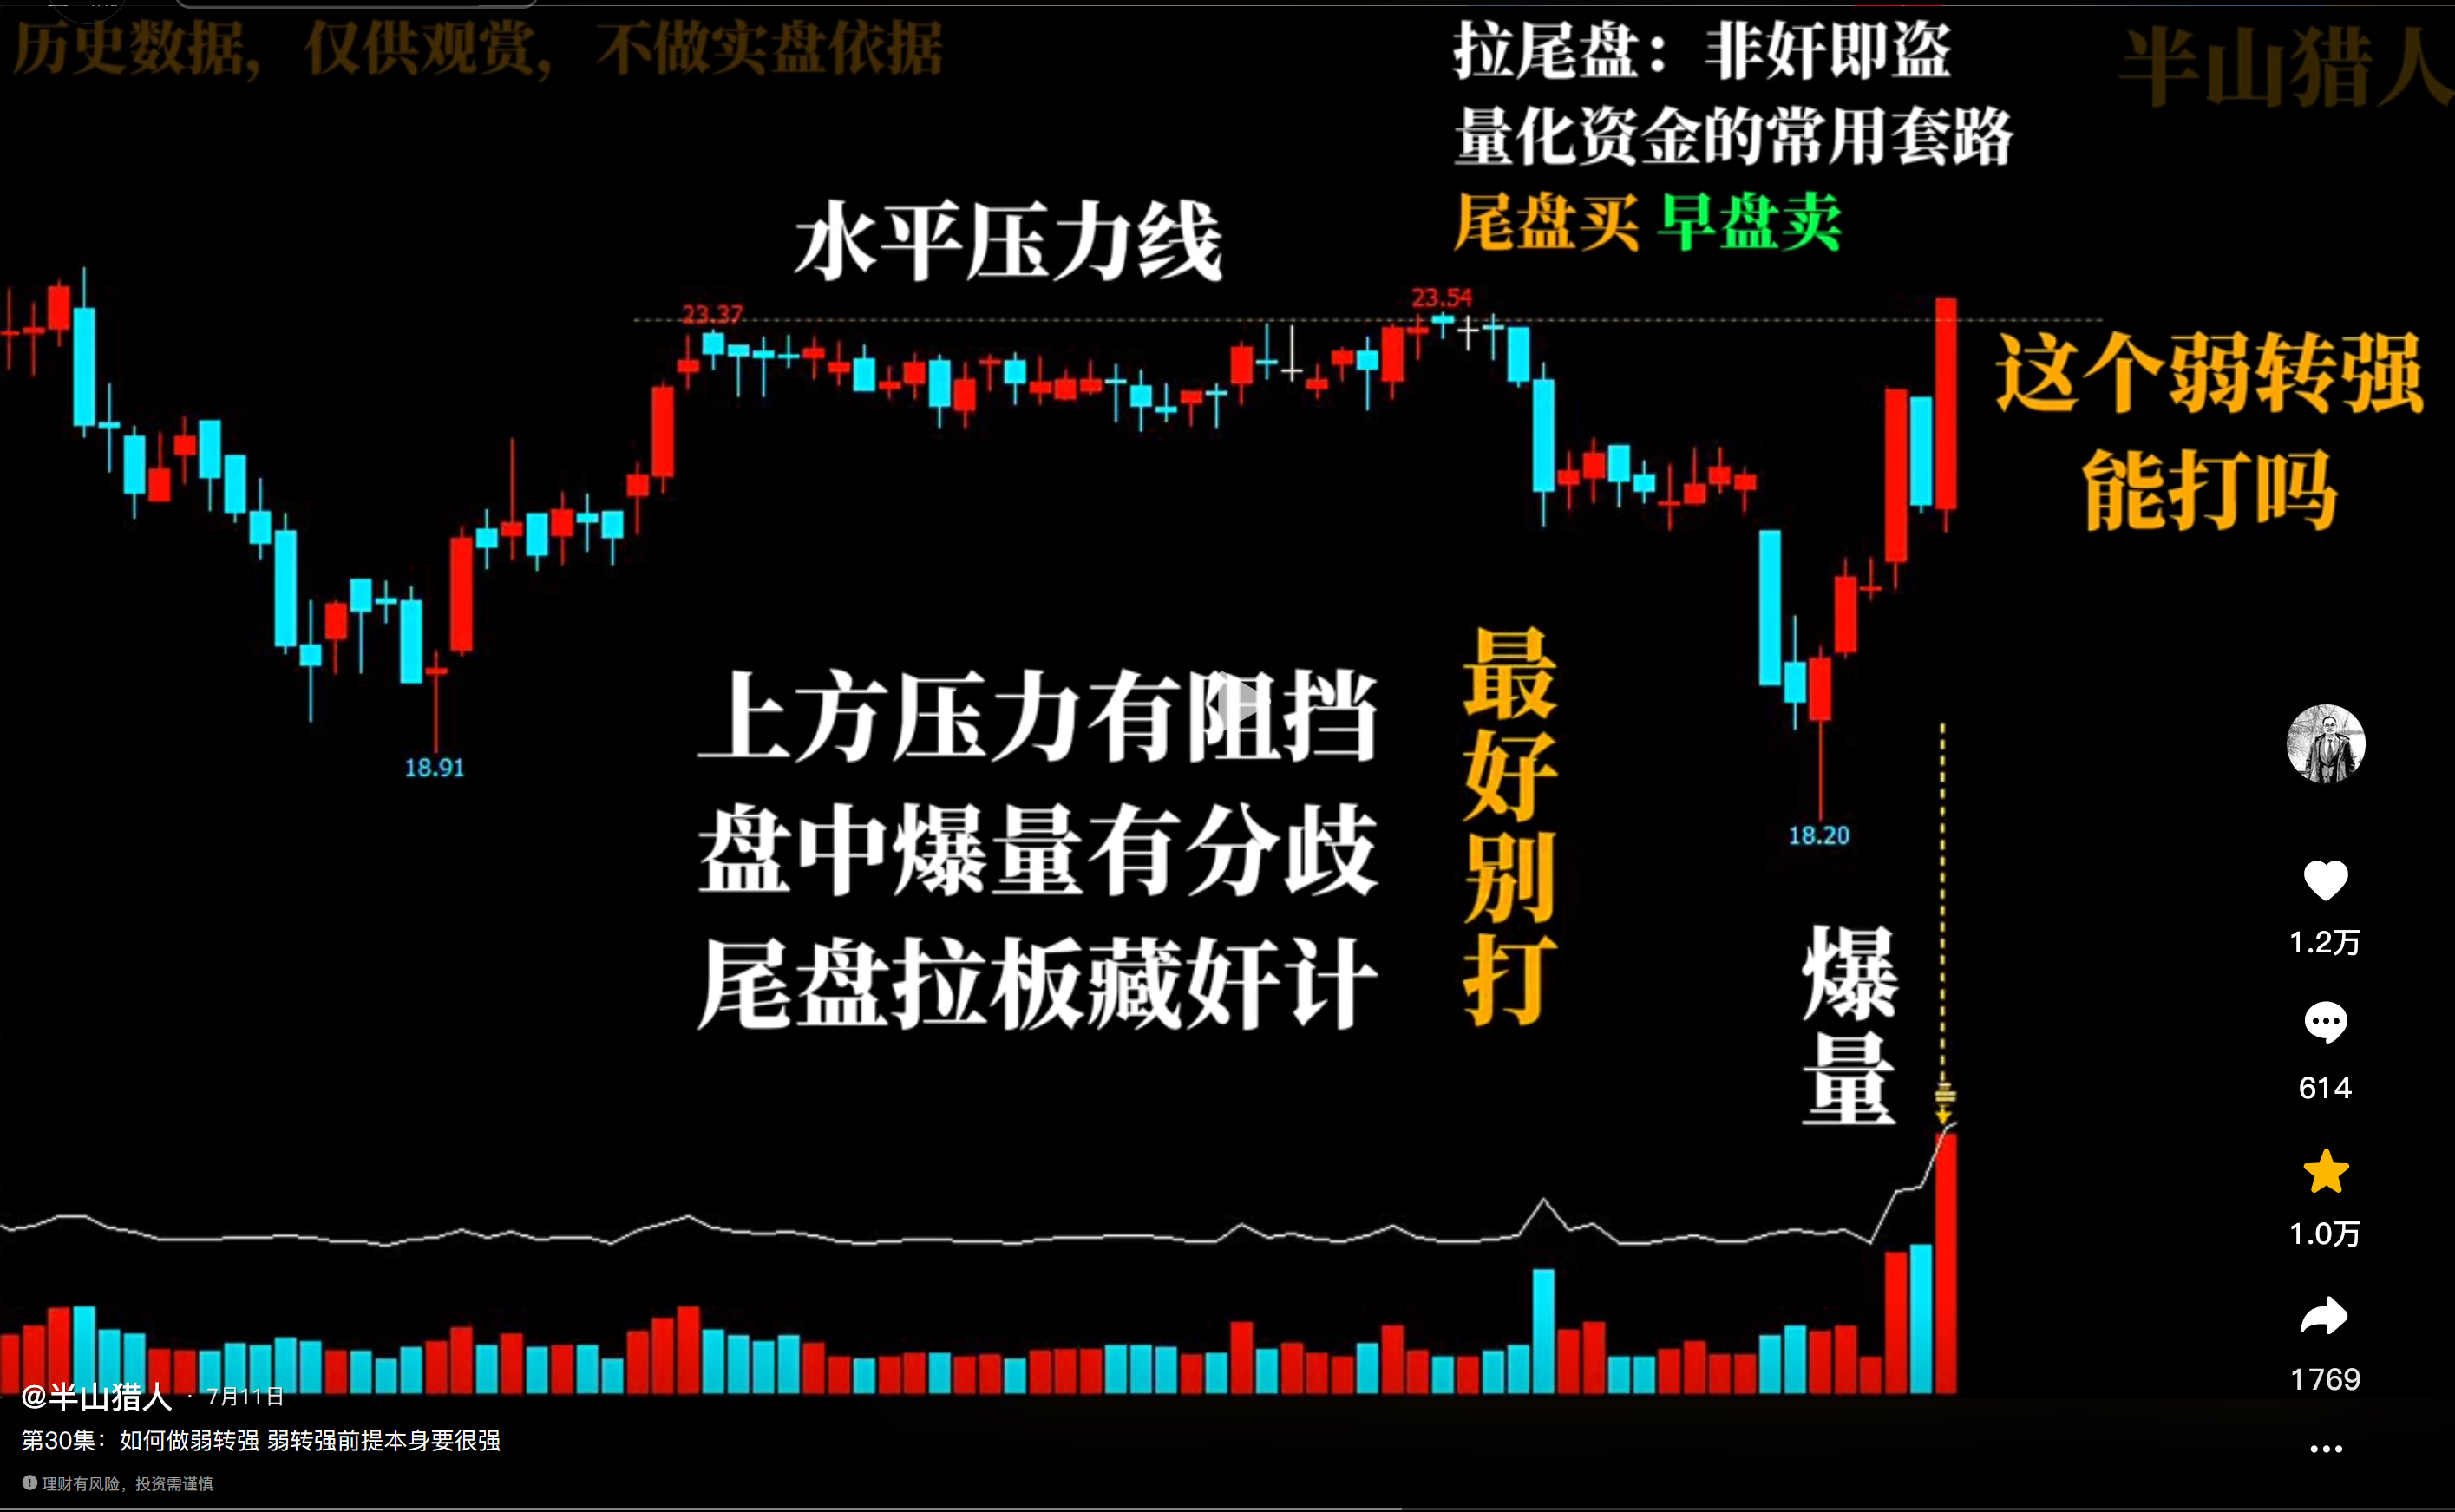 历史数据，仅供观赏，不做实盘依据
半山猎人
拉尾盘：非奸即盗
量化资金的常用套路
尾盘买 早盘卖
水平压力线
23.37
23.54
这个弱转强
能打吗
上方压力有阻挡
盘中爆量有分歧
尾盘拉板藏奸计
最好别打
18.91
18.20
爆量
1.2万
614
1.0万
1769
@半山猎人 · 7月11日
第30集：如何做弱转强 弱转强前提本身要很强
理财有风险，投资需谨慎